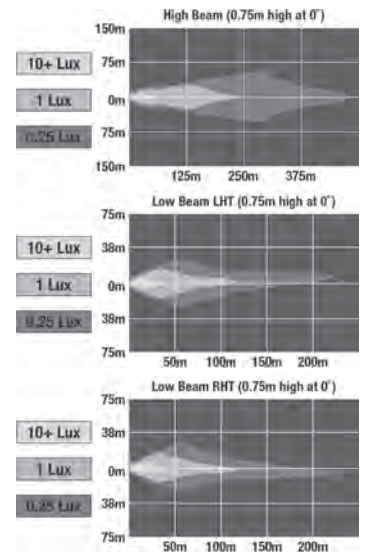 High Beam (0.75m high at 0°)
150m
75m
0m
75m
150m
10+ Lux
1 Lux
0.25 Lux
125m 250m 375m
Low Beam LHT (0.75m high at 0°)
75m
38m
0m
38m
75m
10+ Lux
1 Lux
0.25 Lux
50m 100m 150m 200m
Low Beam RHT (0.75m high at 0°)
75m
38m
0m
38m
75m
10+ Lux
1 Lux
0.25 Lux
50m 100m 150m 200m